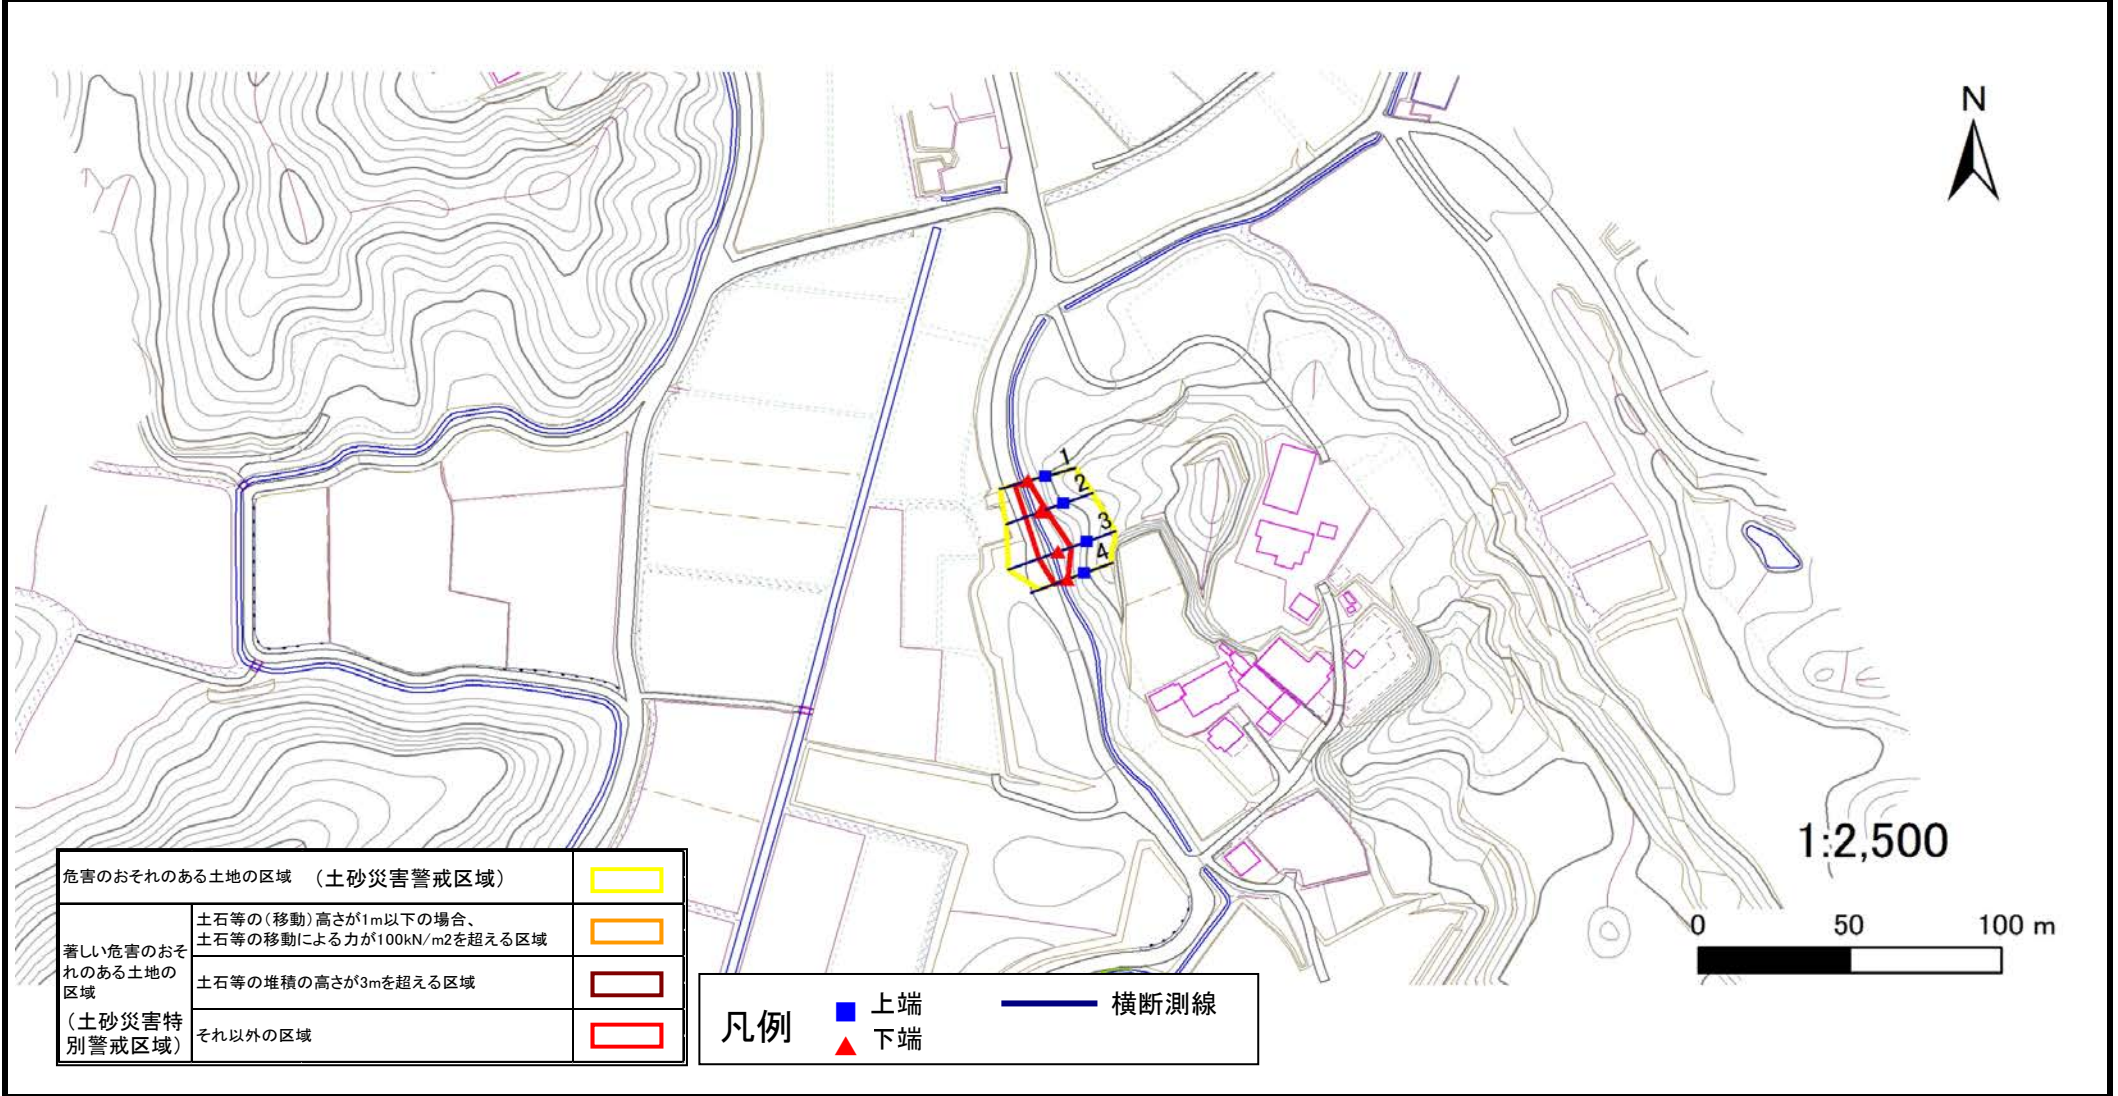 N
1
2
3
4
1:2,500
0 50 100 m
危害のおそれのある土地の区域 （土砂災害警戒区域）
著しい危害のおそ
れのある土地の
区域
（土砂災害特
別警戒区域）
土石等の（移動）高さが1m以下の場合、
土石等の移動による力が100kN/m2を超える区域
土石等の堆積の高さが3mを超える区域
それ以外の区域
凡例
上端
下端
横断測線